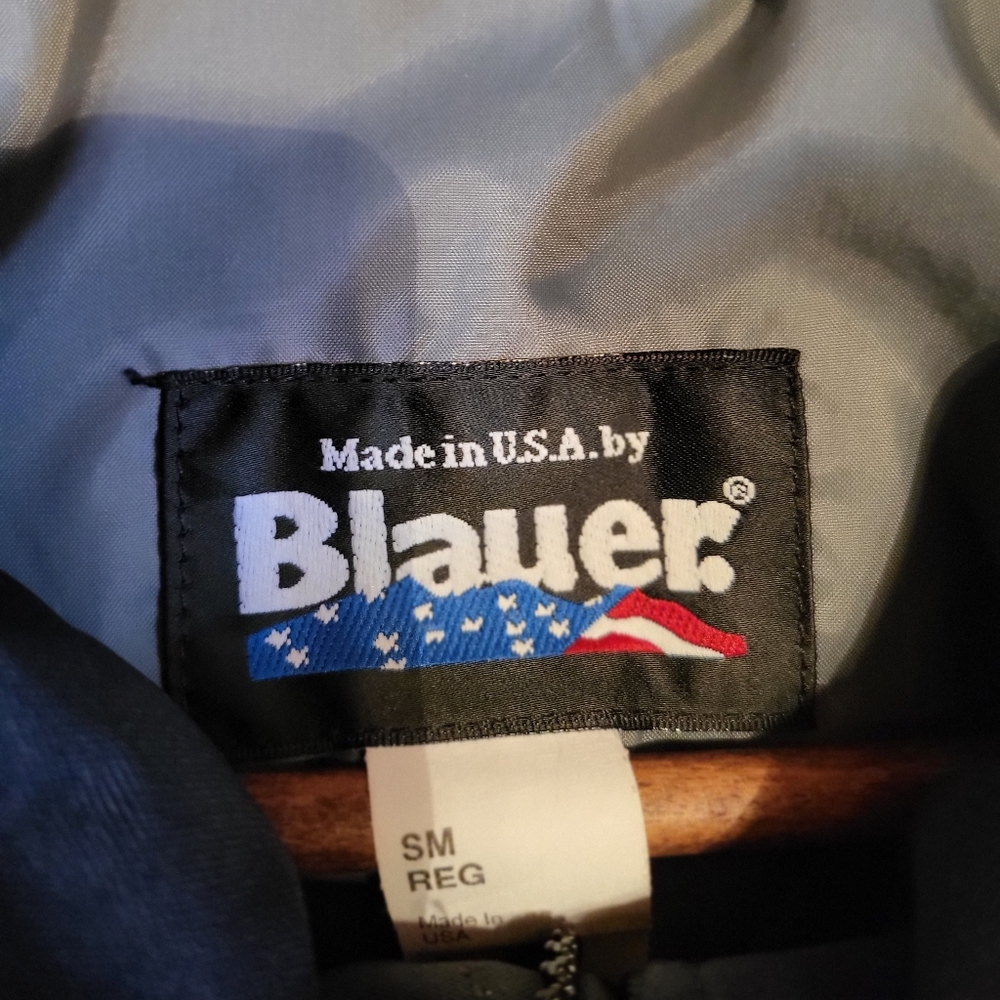 Made in U.S.A. by
Blauer.®
SM
REG
Made In
USA